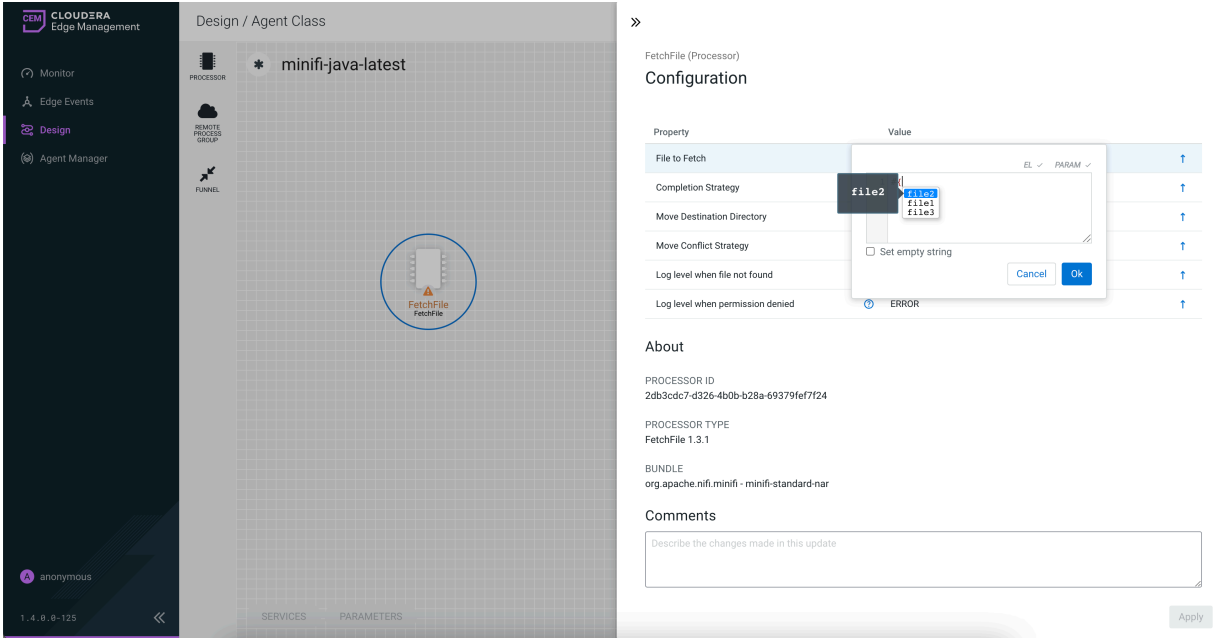 CEM CLOUDERA
Edge Management
Monitor
Edge Events
Design
Agent Manager
A anonymous
1.4.0.0-125
Design / Agent Class
PROCESSOR
REMOTE
PROCESS
GROUP
FUNNEL
minifi-java-latest
FetchFile
FetchFile
SERVICES PARAMETERS
FetchFile (Processor)
Configuration
Property Value
File to Fetch
Completion Strategy
Move Destination Directory
Move Conflict Strategy
Log level when file not found
Log level when permission denied ERROR
EL PARAM
file2
file2
file1
file3
Set empty string
Cancel Ok
About
PROCESSOR ID
2db3cdc7-d326-4b0b-b28a-69379fef7f24
PROCESSOR TYPE
FetchFile 1.3.1
BUNDLE
org.apache.nifi.minifi - minifi-standard-nar
Comments
Describe the changes made in this update
Apply